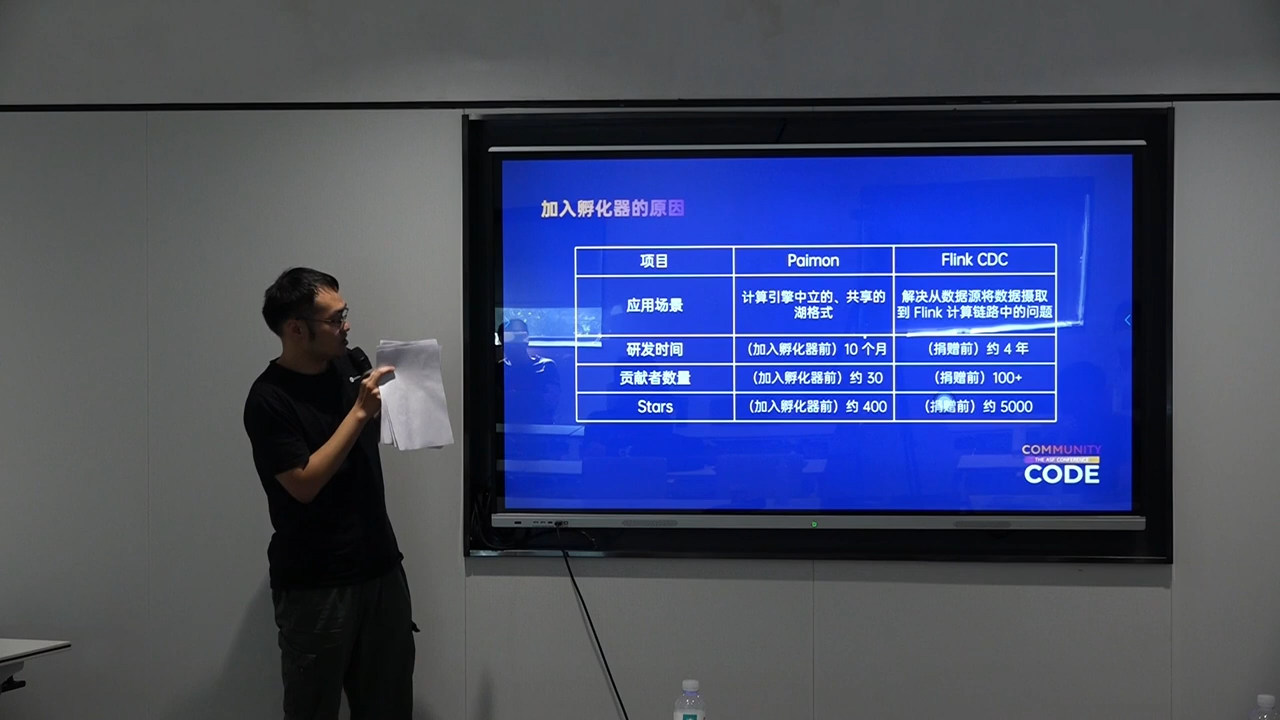 加入孵化器的原因
项目 Paimon Flink CDC
应用场景 计算引擎中立的、共享的 解决从数据源将数据摄取
湖格式 到 Flink 计算链路中的问题
研发时间 (加入孵化器前) 10 个月 (捐赠前) 约 4 年
贡献者数量 (加入孵化器前) 约 30 (捐赠前) 100+
Stars (加入孵化器前) 约 400 (捐赠前) 约 5000
COMMUNITY
THE ASF CONFERENCE
CODE